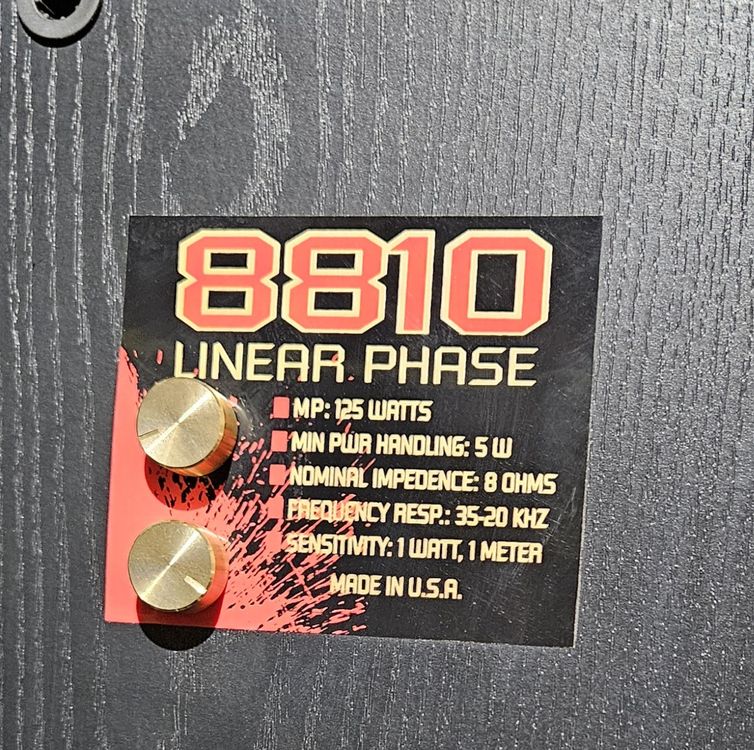 8810
LINEAR PHASE
MP: 125 WATTS
MIN PWR HANDLING: 5 W
NOMINAL IMPEDENCE: 8 OHMS
FREQUENCY RESP.: 35-20 KHZ
SENSITIVITY: 1 WATT, 1 METER
MADE IN U.S.A.